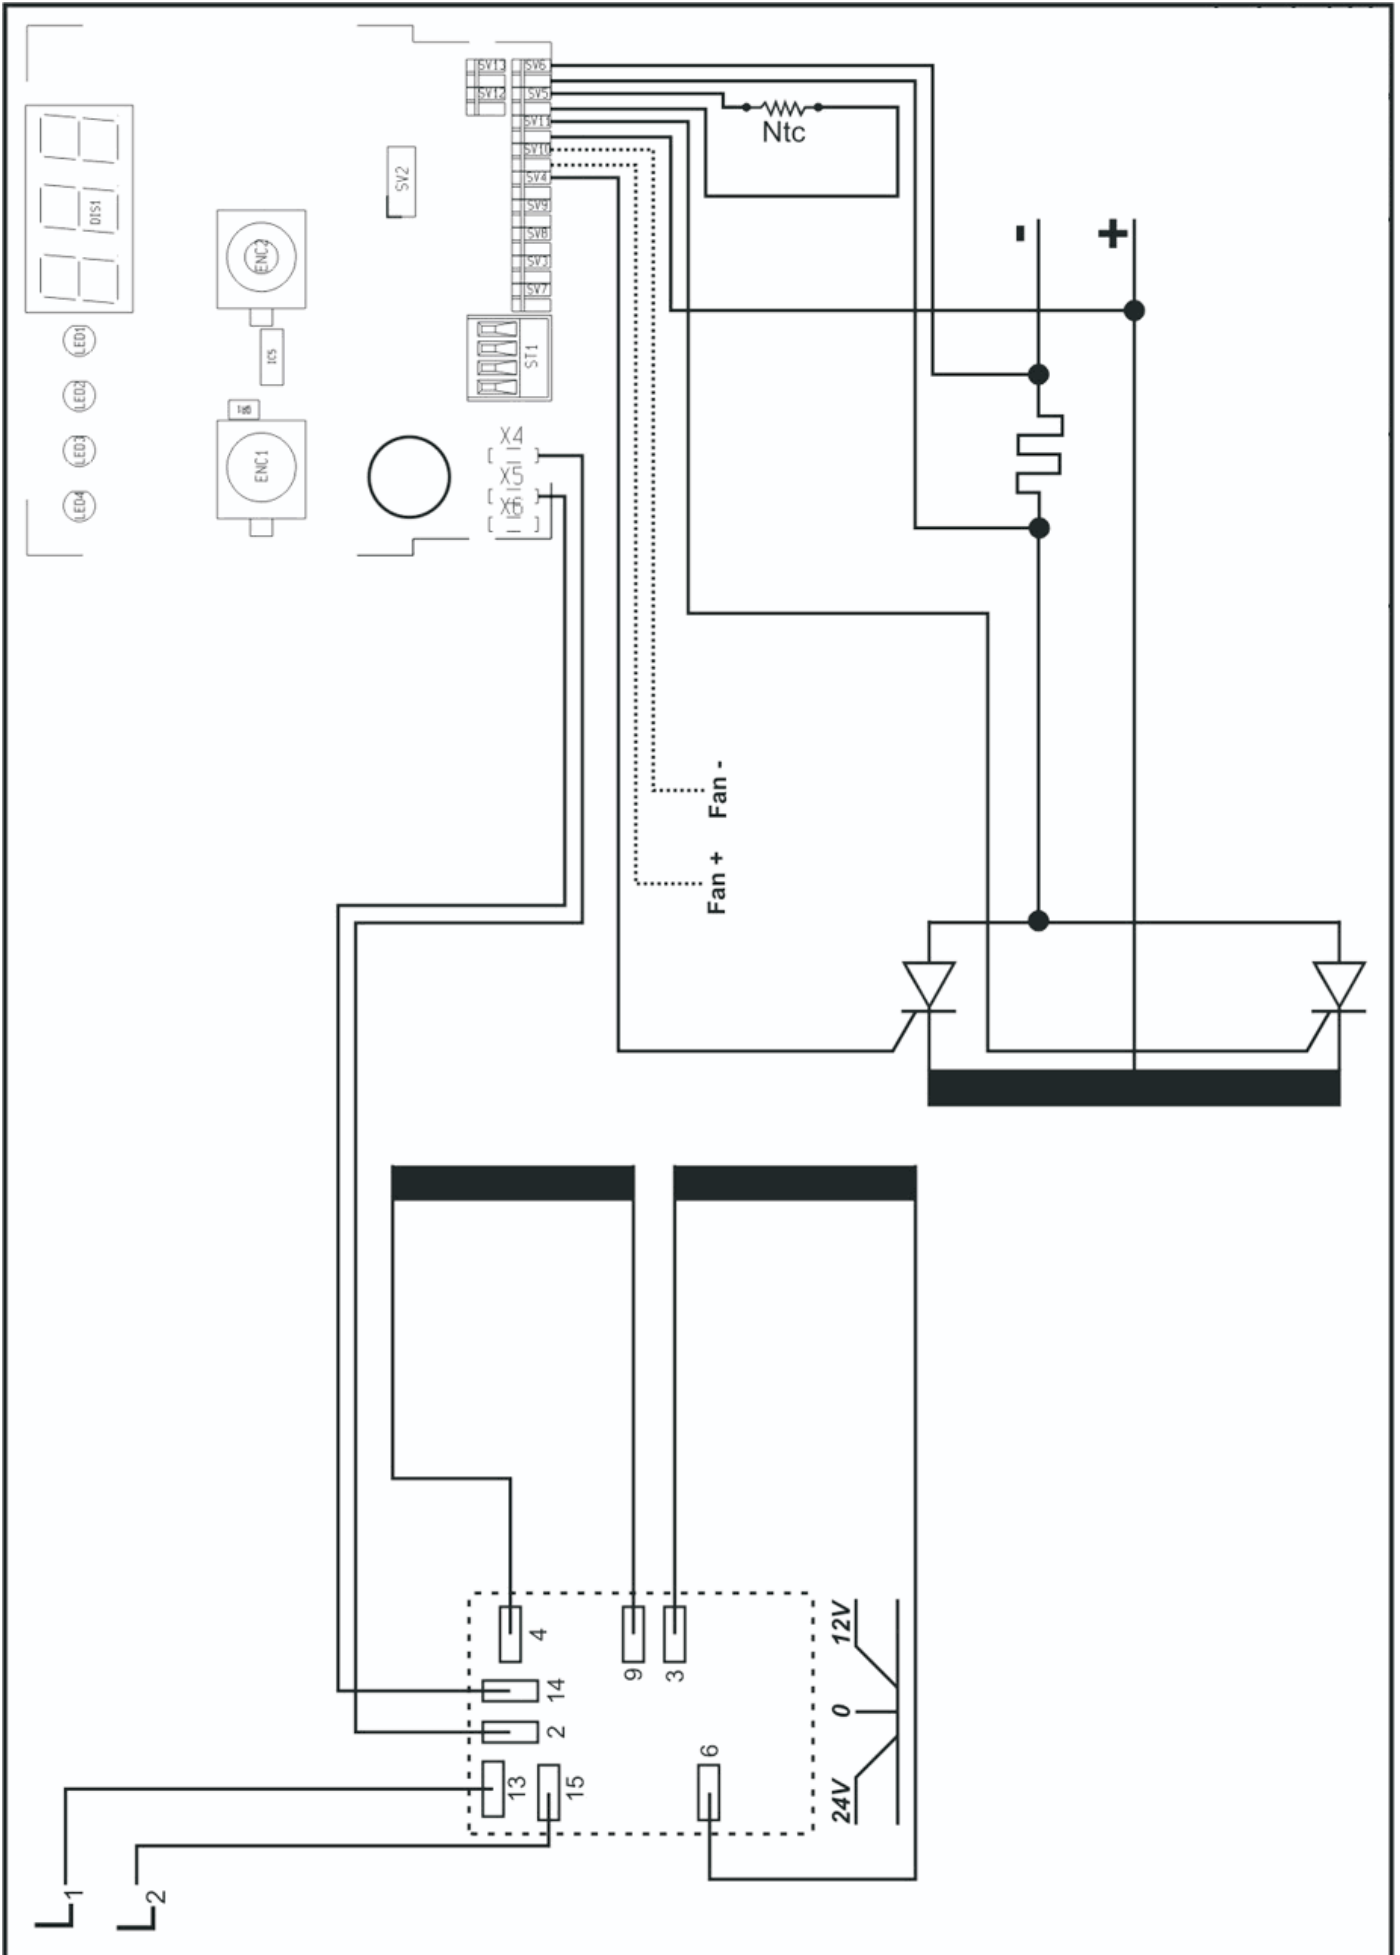 SV13
SV6
SV12
SV5
SV11
SV10
SV4
SV9
SV8
SV3
SV7
Ntc
SV2
DIS1
ENC2
LED1
LED2
LED3
LED4
IC5
ENC1
ST1
X4
X5
X6
-
+
Fan -
Fan +
4
14
2
13
15
9
3
6
12V
0
24V
L1
L2